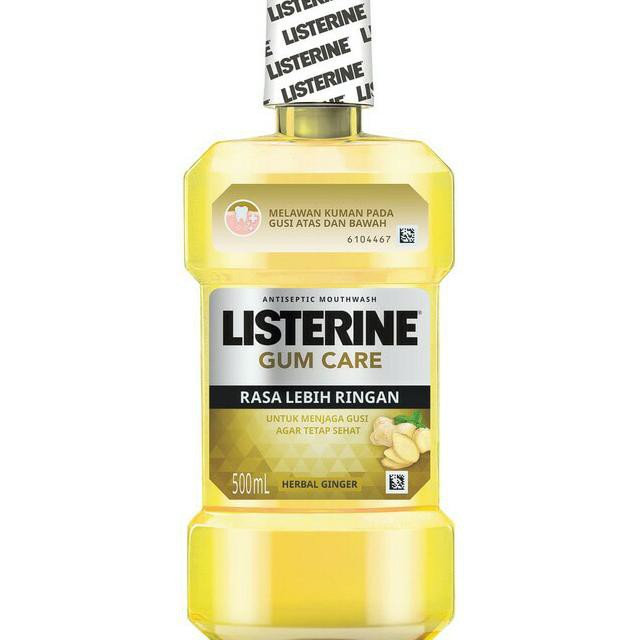 LISTERINE
LISTERINE
LISTERINE
LISTERINE
MELAWAN KUMAN PADA
GUSI ATAS DAN BAWAH
6104467
ANTISEPTIC MOUTHWASH
LISTERINE®
GUM CARE
RASA LEBIH RINGAN
UNTUK MENJAGA GUSI
AGAR TETAP SEHAT
500mL HERBAL GINGER